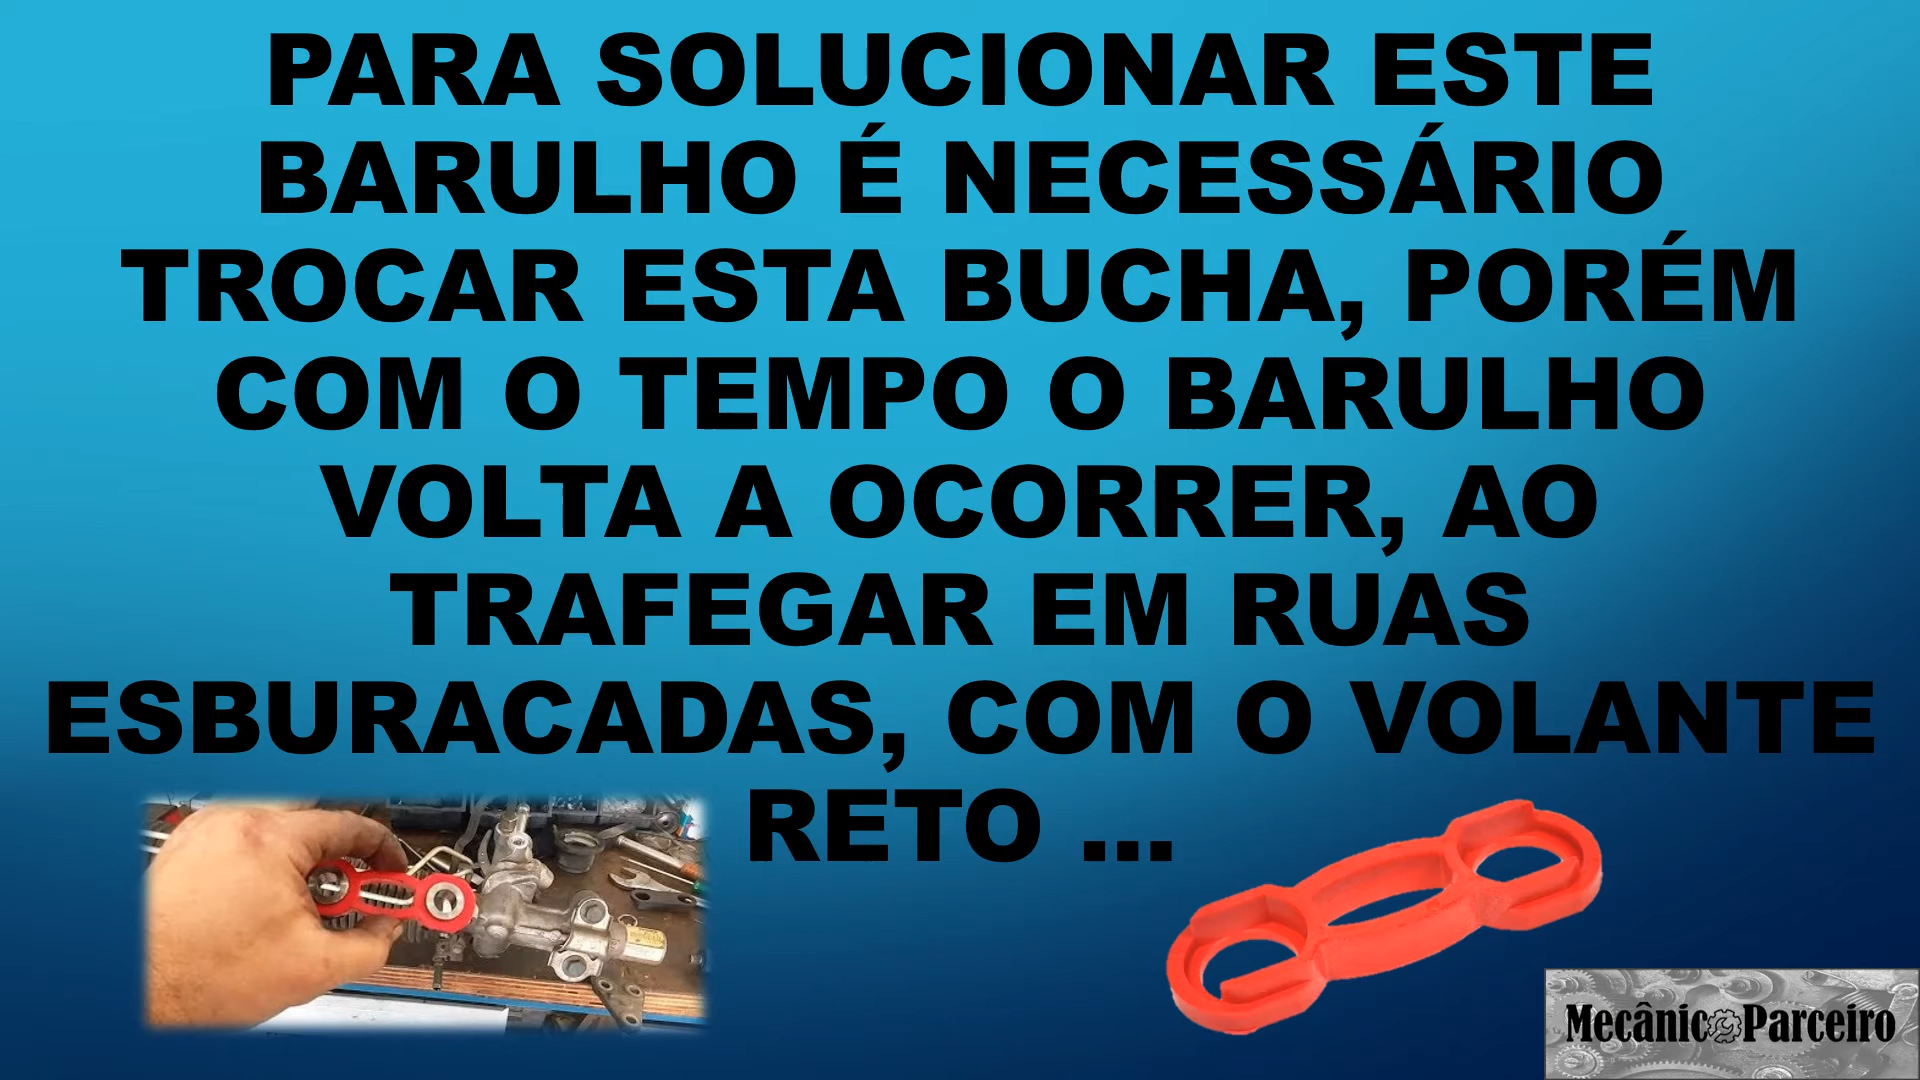 PARA SOLUCIONAR ESTE
BARULHO É NECESSÁRIO
TROCAR ESTA BUCHA, PORÉM
COM O TEMPO O BARULHO
VOLTA A OCORRER, AO
TRAFEGAR EM RUAS
ESBURACADAS, COM O VOLANTE
RETO ...
Mecânico Parceiro